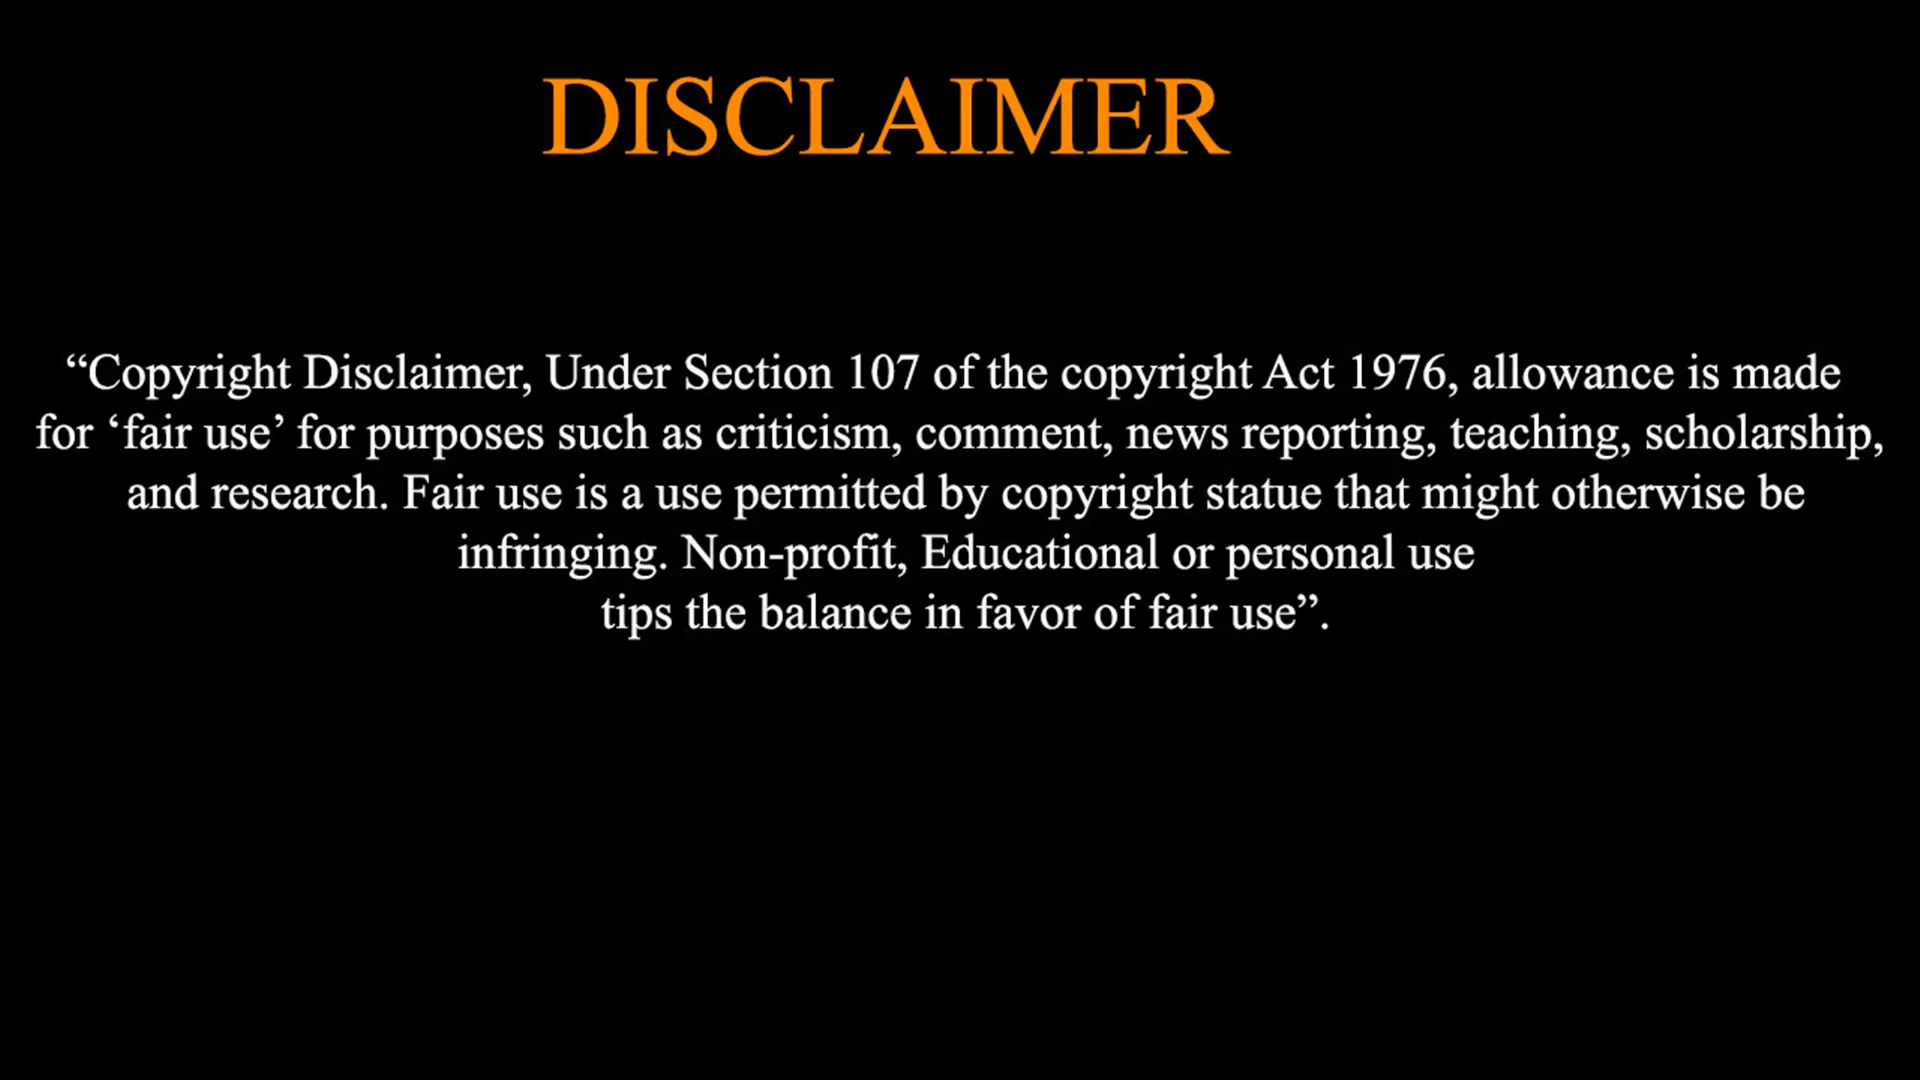 DISCLAIMER
“Copyright Disclaimer, Under Section 107 of the copyright Act 1976, allowance is made
for ‘fair use’ for purposes such as criticism, comment, news reporting, teaching, scholarship,
and research. Fair use is a use permitted by copyright statue that might otherwise be
infringing. Non-profit, Educational or personal use
tips the balance in favor of fair use”.